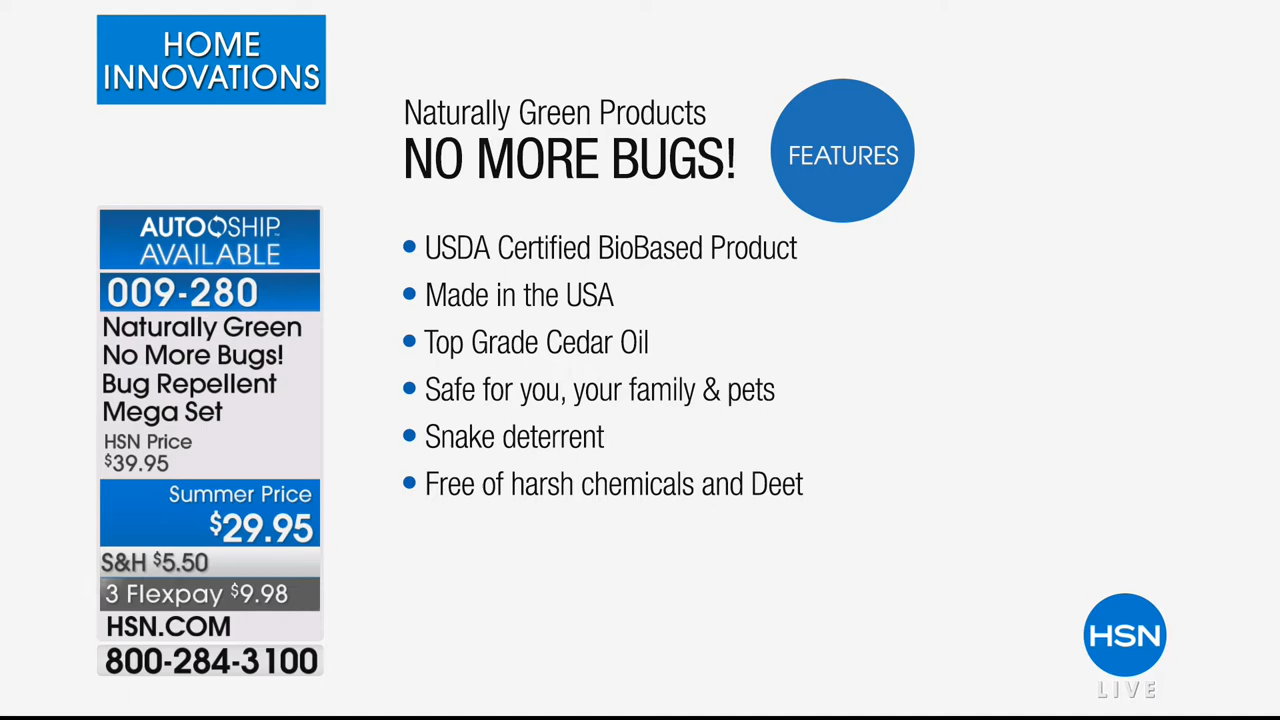 HOME
INNOVATIONS
Naturally Green Products
NO MORE BUGS!
FEATURES
• USDA Certified BioBased Product
• Made in the USA
• Top Grade Cedar Oil
• Safe for you, your family & pets
• Snake deterrent
• Free of harsh chemicals and Deet
AUTO SHIP
AVAILABLE
009-280
Naturally Green
No More Bugs!
Bug Repellent
Mega Set
HSN Price
$39.95
Summer Price
$29.95
S&H $5.50
3 Flexpay $9.98
HSN.COM
800-284-3100
HSN
LIVE